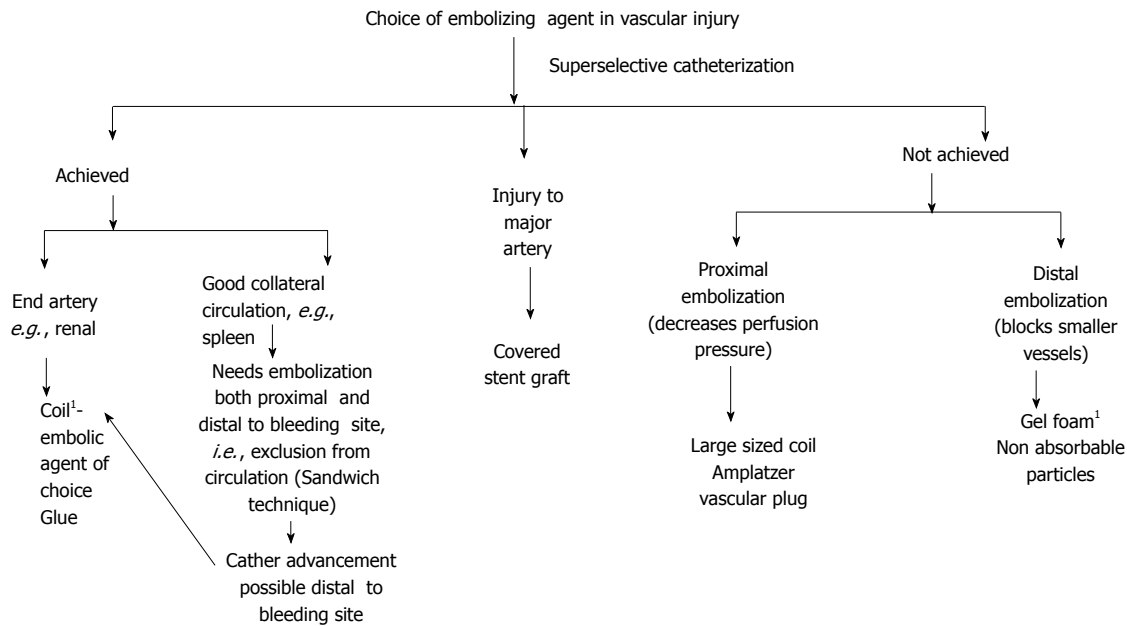 Choice of embolizing agent in vascular injury
Superselective catheterization
Achieved
Not achieved
Injury to
major
artery
End artery
e.g., renal
Good collateral
circulation, e.g.,
spleen
Proximal
embolization
(decreases perfusion
pressure)
Distal
embolization
(blocks smaller
vessels)
Coil¹-
embolic
agent of
choice
Glue
Needs embolization
both proximal and
distal to bleeding site,
i.e., exclusion from
circulation (Sandwich
technique)
Covered
stent graft
Large sized coil
Amplatzer
vascular plug
Gel foam¹
Non absorbable
particles
Cather advancement
possible distal to
bleeding site